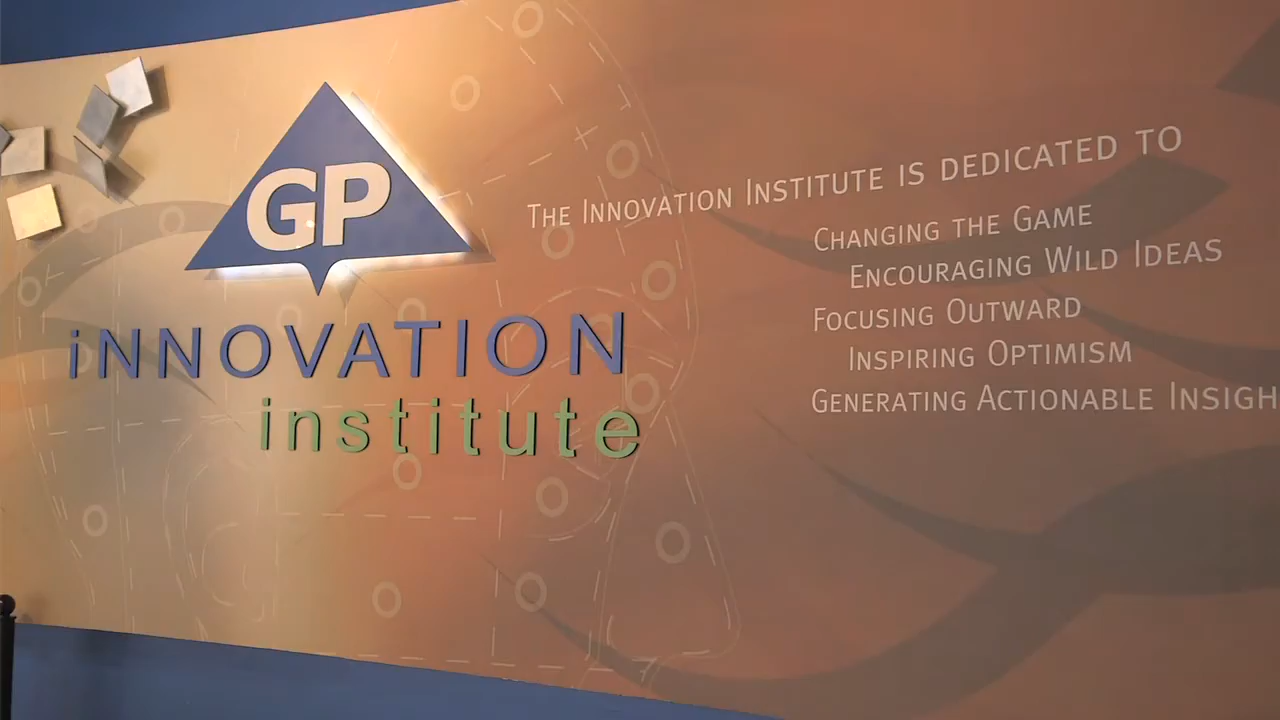 GP
iNNOVATION
institute
THE INNOVATION INSTITUTE IS DEDICATED TO
CHANGING THE GAME
ENCOURAGING WILD IDEAS
FOCUSING OUTWARD
INSPIRING OPTIMISM
GENERATING ACTIONABLE INSIGH